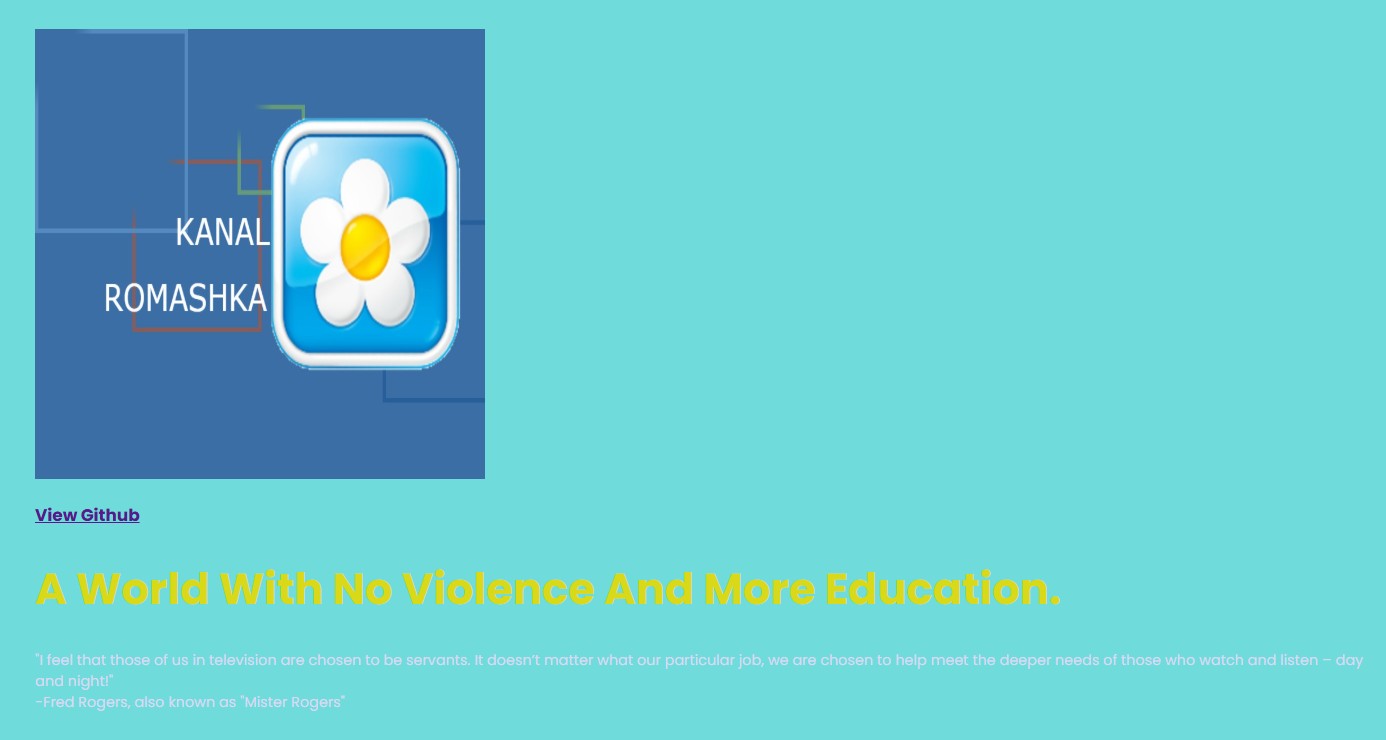 KANAL
ROMASHKA
View Github
A World With No Violence And More Education.
"I feel that those of us in television are chosen to be servants. It doesn’t matter what our particular job, we are chosen to help meet the deeper needs of those who watch and listen – day
and night!"
-Fred Rogers, also known as "Mister Rogers"